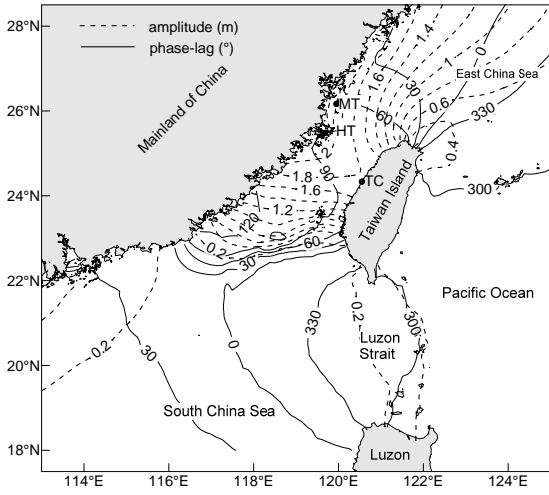 amplitude (m)
phase-lag (°)
28°N
26°N
24°N
22°N
20°N
18°N
114°E
116°E
118°E
120°E
122°E
124°E
Mainland of China
East China Sea
MT
HT
TC
Taiwan Island
Pacific Ocean
Luzon
Strait
South China Sea
Luzon
1.4
1.6
1
0
30
0.6
330
60
0.4
2
90
1.8
1.6
300
1.2
120
0.2
60
30
0.2
30
0
330
0.2
300